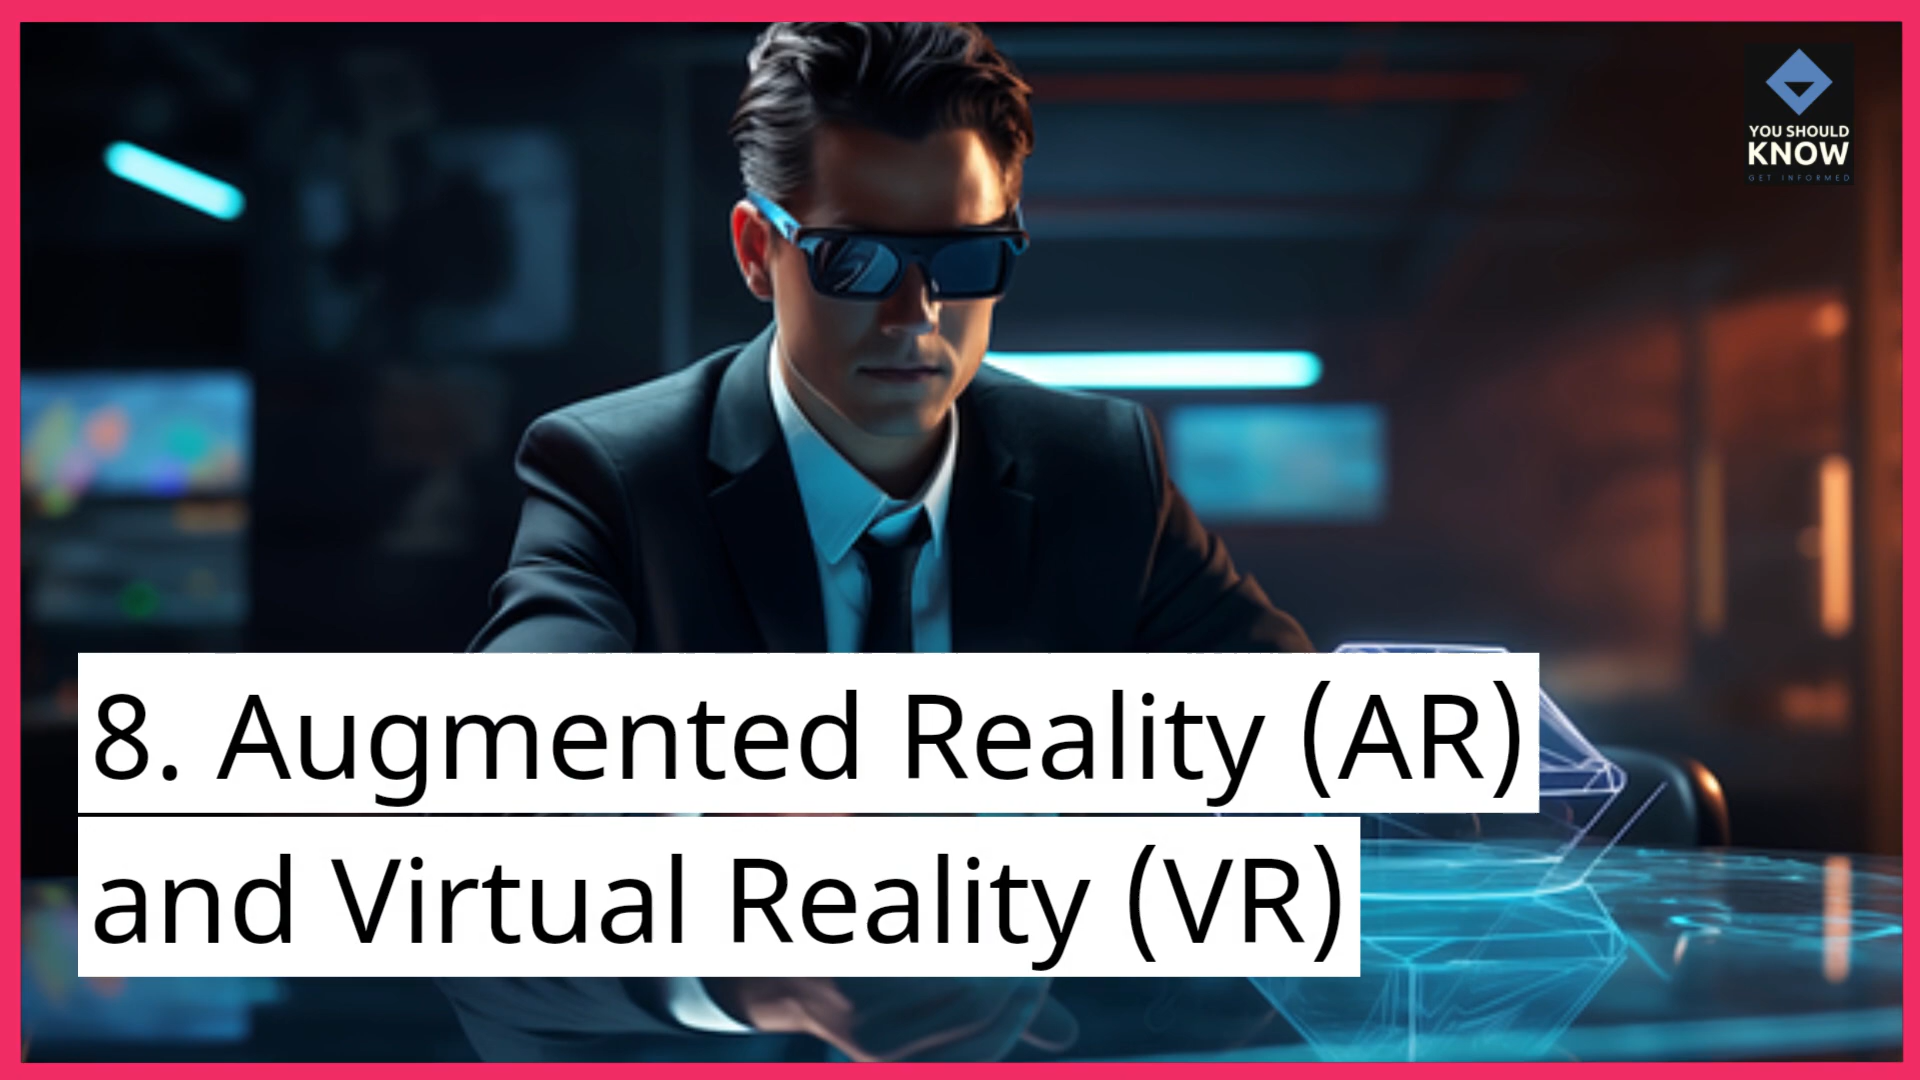 YOU SHOULD
KNOW
GET INFORMED
8. Augmented Reality (AR)
and Virtual Reality (VR)